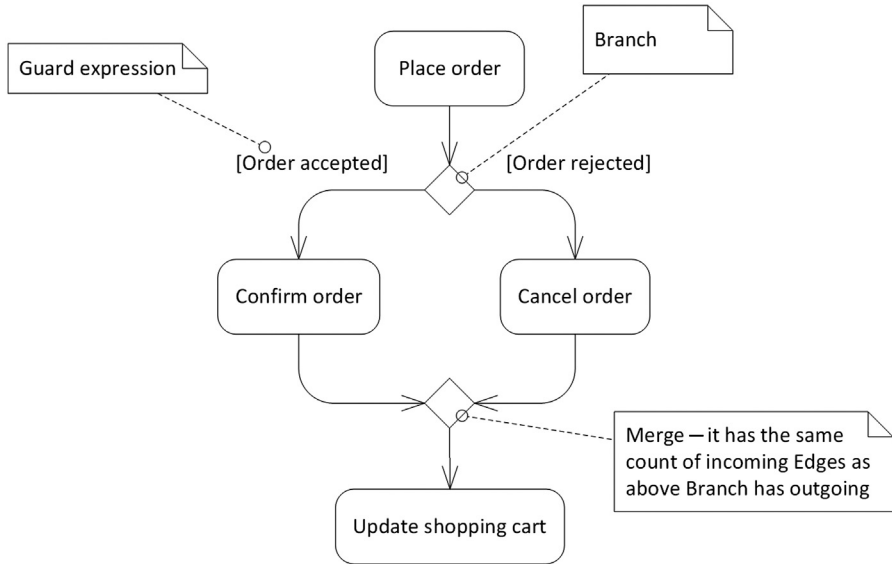 Guard expression
Place order
Branch
[Order accepted]
[Order rejected]
Confirm order
Cancel order
Merge — it has the same
count of incoming Edges as
above Branch has outgoing
Update shopping cart